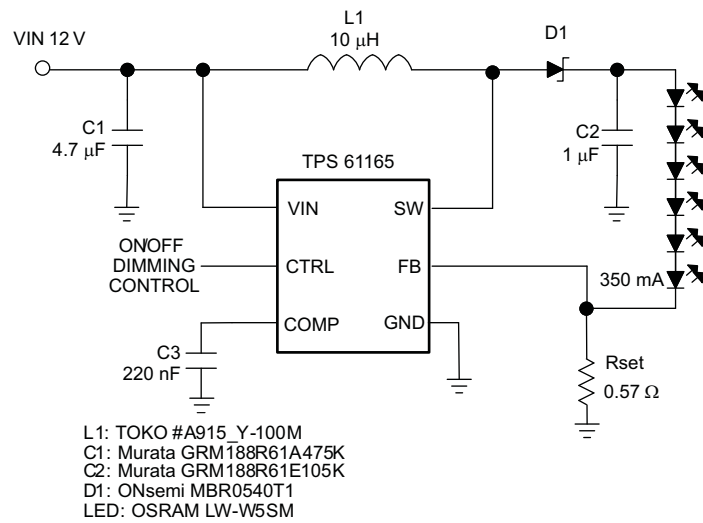 L1
10 μH
D1
VIN 12 V
C1
4.7 μF
C2
1 μF
TPS 61165
VIN
SW
ON/OFF
DIMMING
CONTROL
CTRL
FB
350 mA
COMP
GND
C3
220 nF
Rset
0.57 Ω
L1: TOKO #A915_Y-100M
C1: Murata GRM188R61A475K
C2: Murata GRM188R61E105K
D1: ONsemi MBR0540T1
LED: OSRAM LW-W5SM